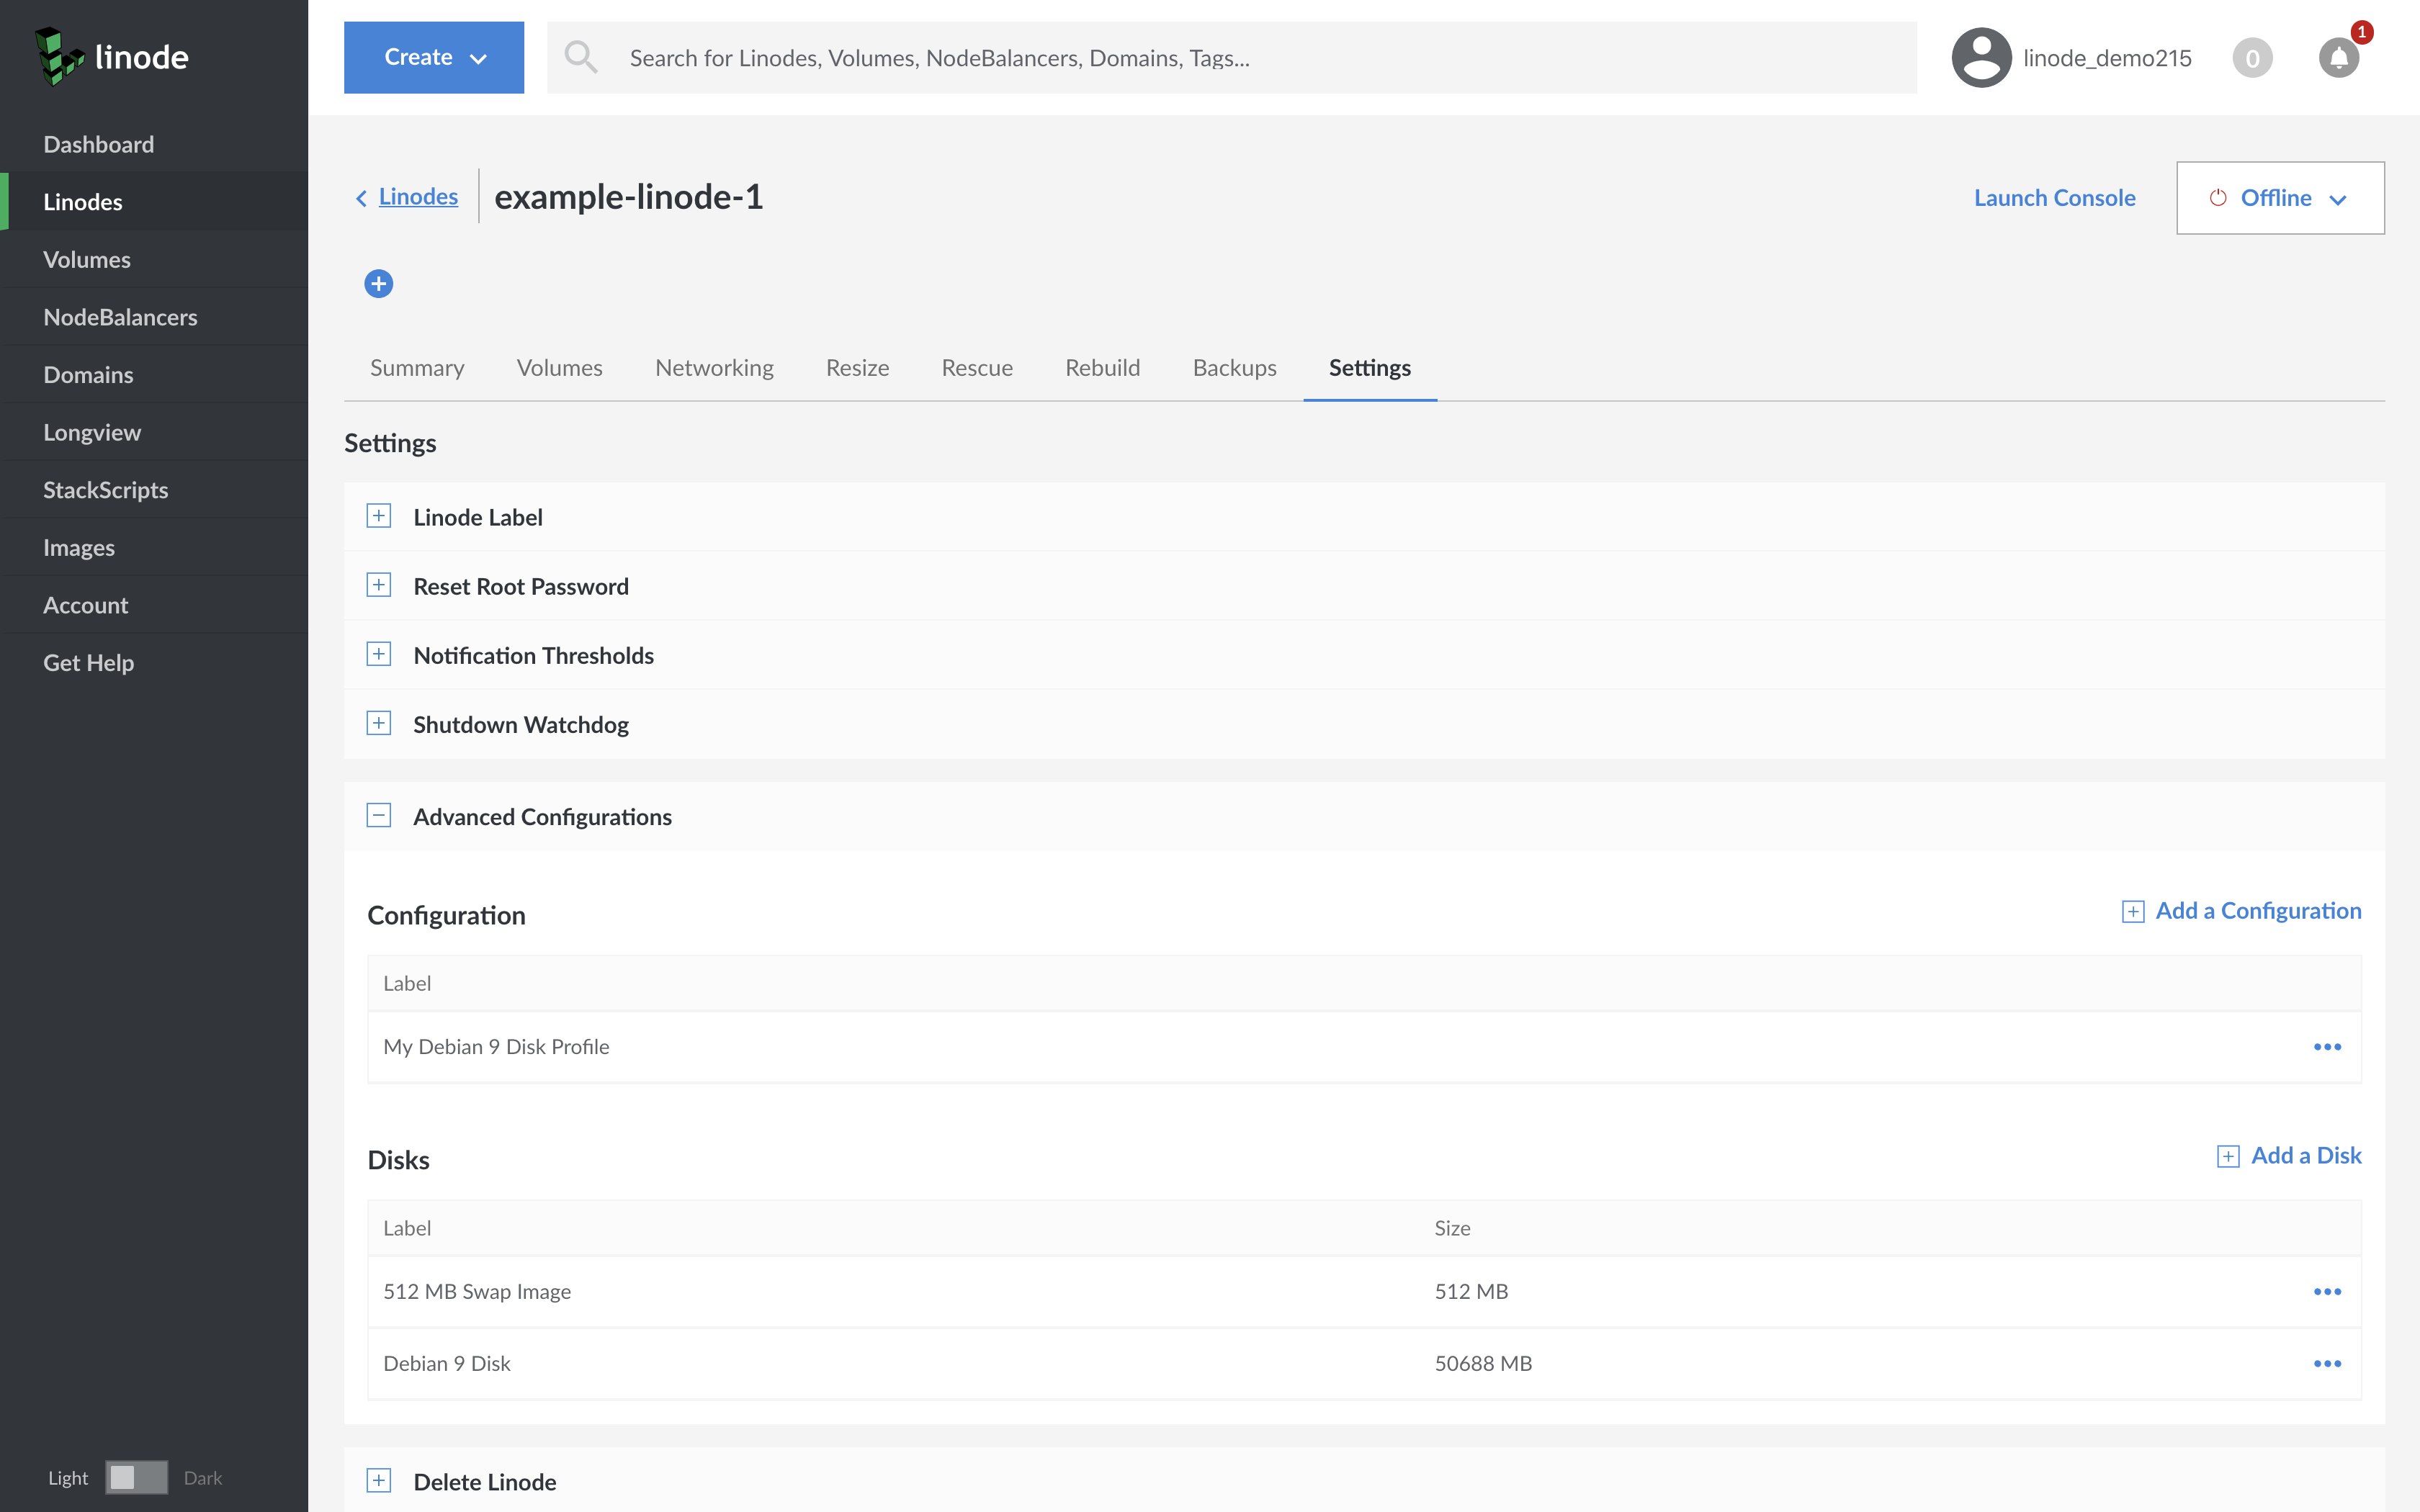 linode
Create
Search for Linodes, Volumes, NodeBalancers, Domains, Tags...
linode_demo215
0
1
Dashboard
Linodes
Volumes
NodeBalancers
Domains
Longview
StackScripts
Images
Account
Get Help
Light
Dark
Linodes
example-linode-1
Launch Console
Offline
Summary
Volumes
Networking
Resize
Rescue
Rebuild
Backups
Settings
Settings
Linode Label
Reset Root Password
Notification Thresholds
Shutdown Watchdog
Advanced Configurations
Configuration
Add a Configuration
Label
My Debian 9 Disk Profile
Disks
Add a Disk
Label
Size
512 MB Swap Image
512 MB
Debian 9 Disk
50688 MB
Delete Linode